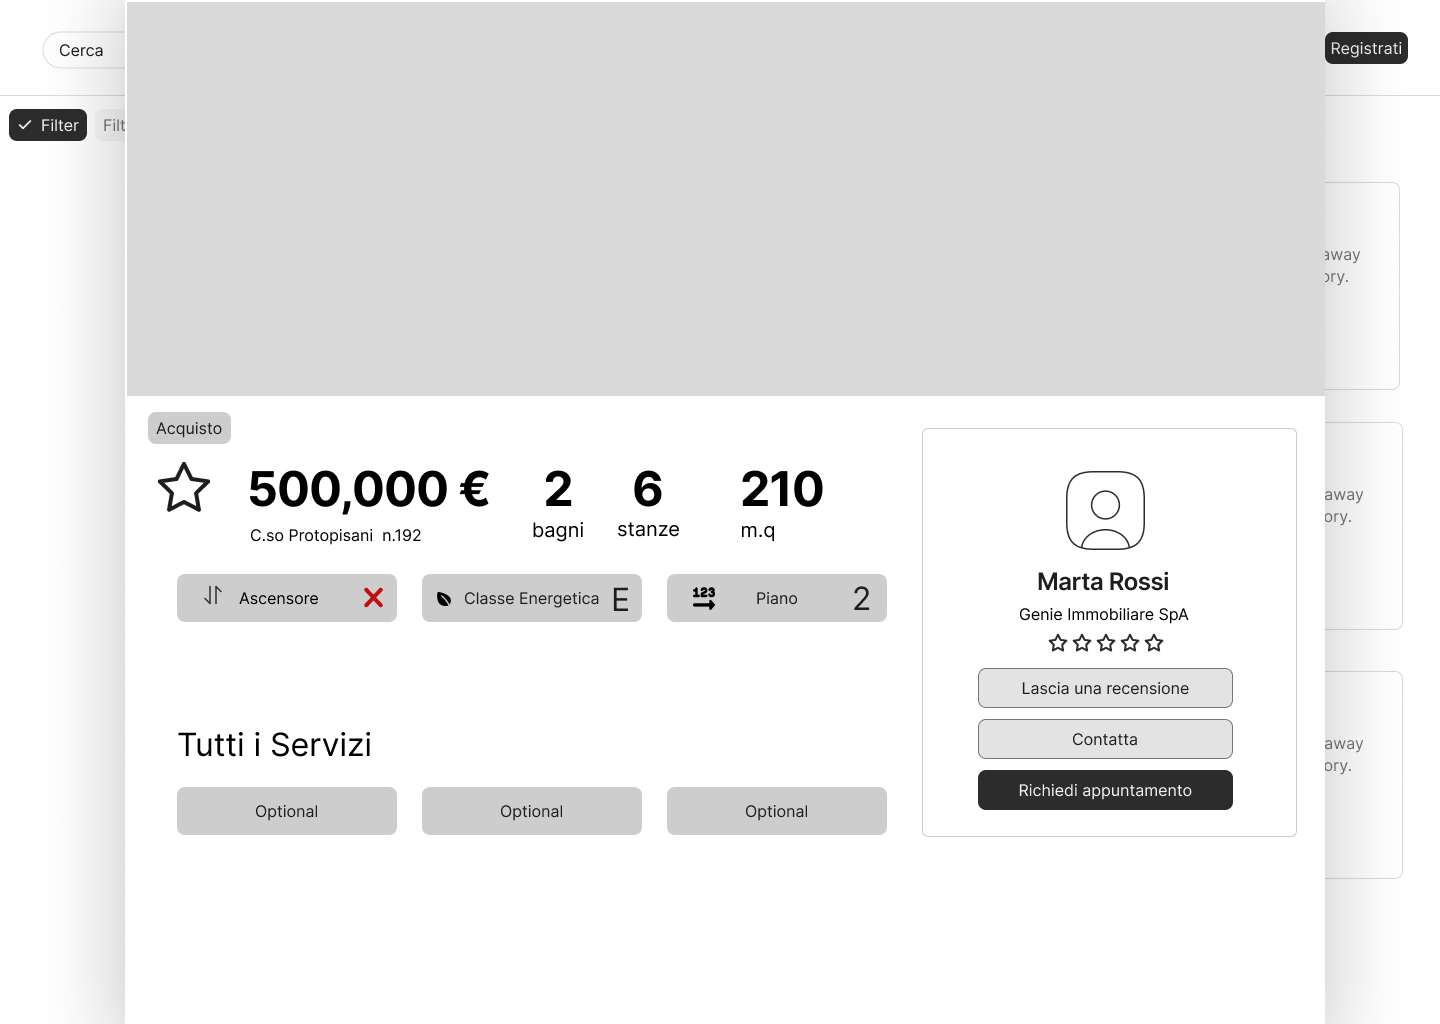 Cerca
Registrati
Filter
Filt
away
ory.
Acquisto
500,000 €
2
6
210
bagni
stanze
m.q
C.so Protopisani n.192
Ascensore
Classe Energetica E
123
Piano 2
Marta Rossi
Genie Immobiliare SpA
Lascia una recensione
Contatta
Richiedi appuntamento
away
ory.
Tutti i Servizi
Optional
Optional
Optional
away
ory.